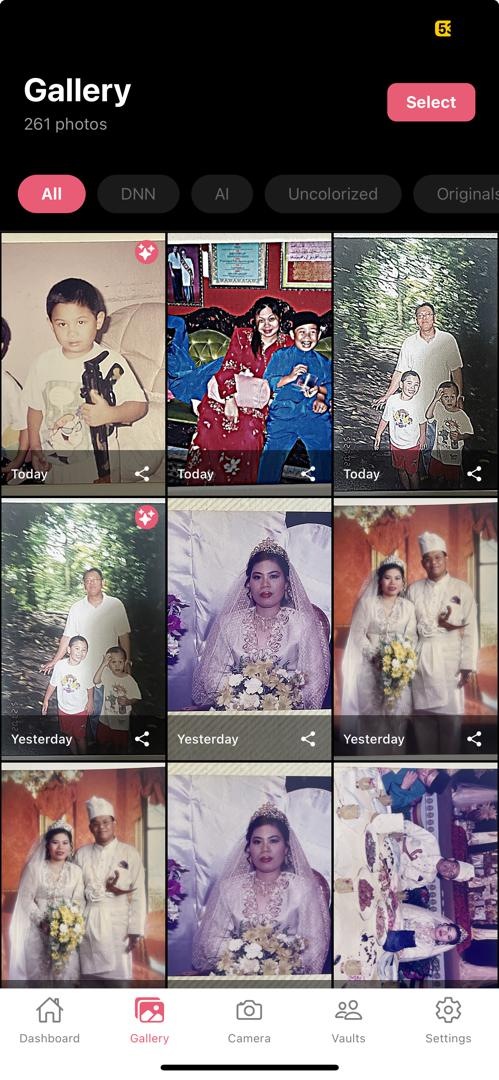 53
Gallery
261 photos
Select
All
DNN
AI
Uncolorized
Originals
Today
Today
Today
Yesterday
Yesterday
Yesterday
Dashboard
Gallery
Camera
Vaults
Settings